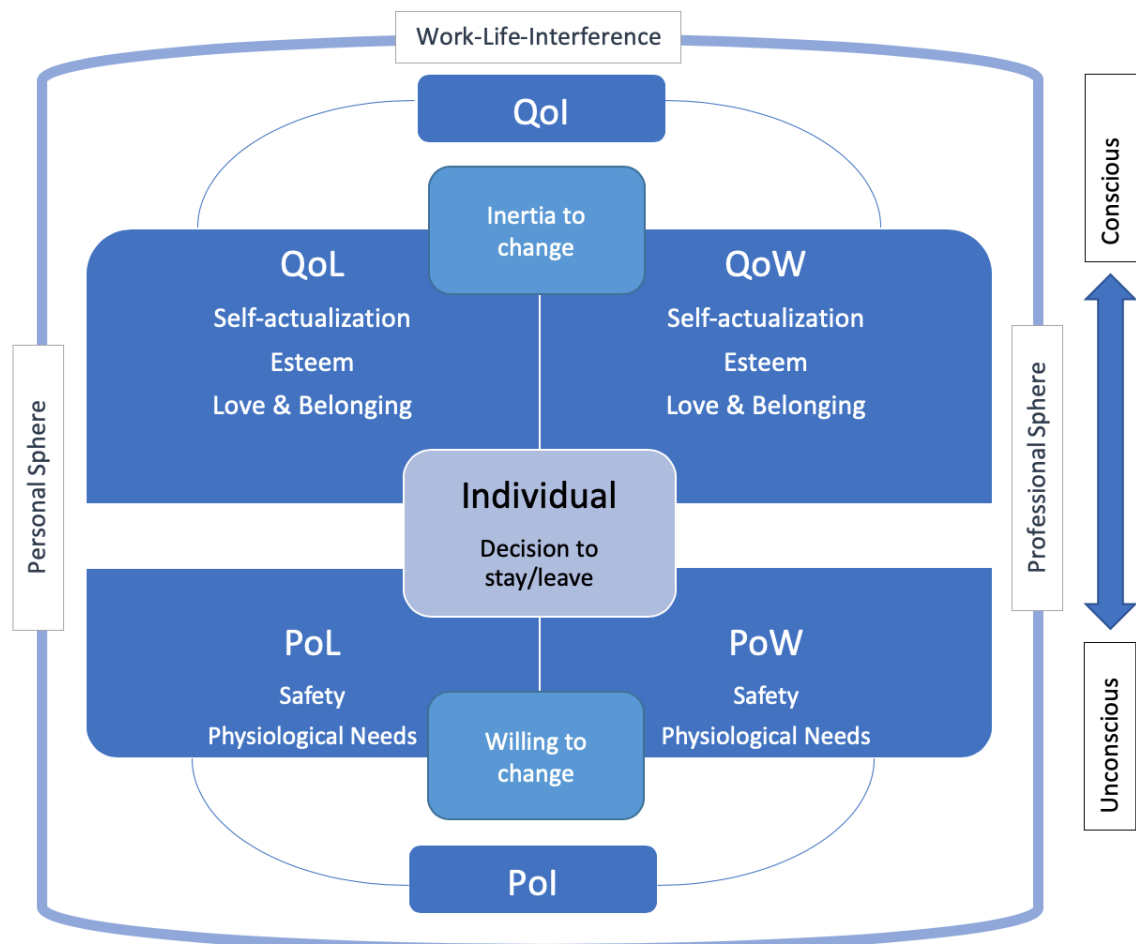 Work-Life-Interference
QoI
Inertia to
change
Conscious
QoL
Self-actualization
Esteem
Love & Belonging
QoW
Self-actualization
Esteem
Love & Belonging
Personal Sphere
Individual
Decision to
stay/leave
Professional Sphere
PoL
Safety
Physiological Needs
PoW
Safety
Physiological Needs
Willing to
change
Unconscious
PoI